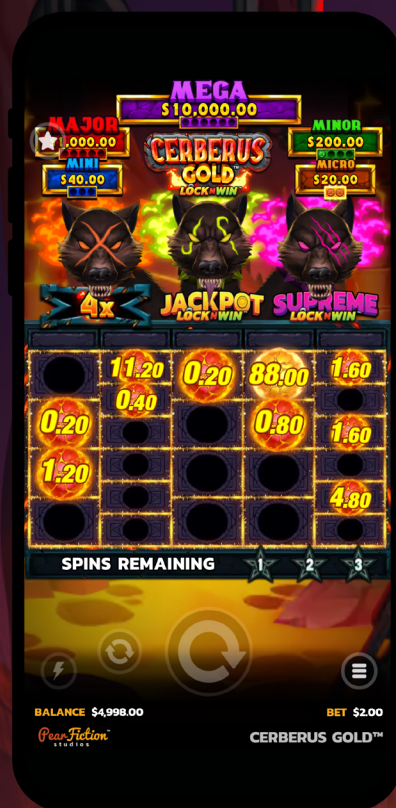 MEGA
$10,000.00
MAJOR
1,000.00
MINOR
$200.00
MINI
$40.00
CERBERUS
GOLD
LOCK N WIN
MICRO
$20.00
4x
JACKPOT
LOCK N WIN
SUPREME
LOCK N WIN
11.20 0.20 88.00 1.60
0.40
0.20 0.80 1.60
1.20
4.80
SPINS REMAINING 1 2 3
BALANCE $4,998.00 BET $2.00
PearFiction™
studios
CERBERUS GOLD™